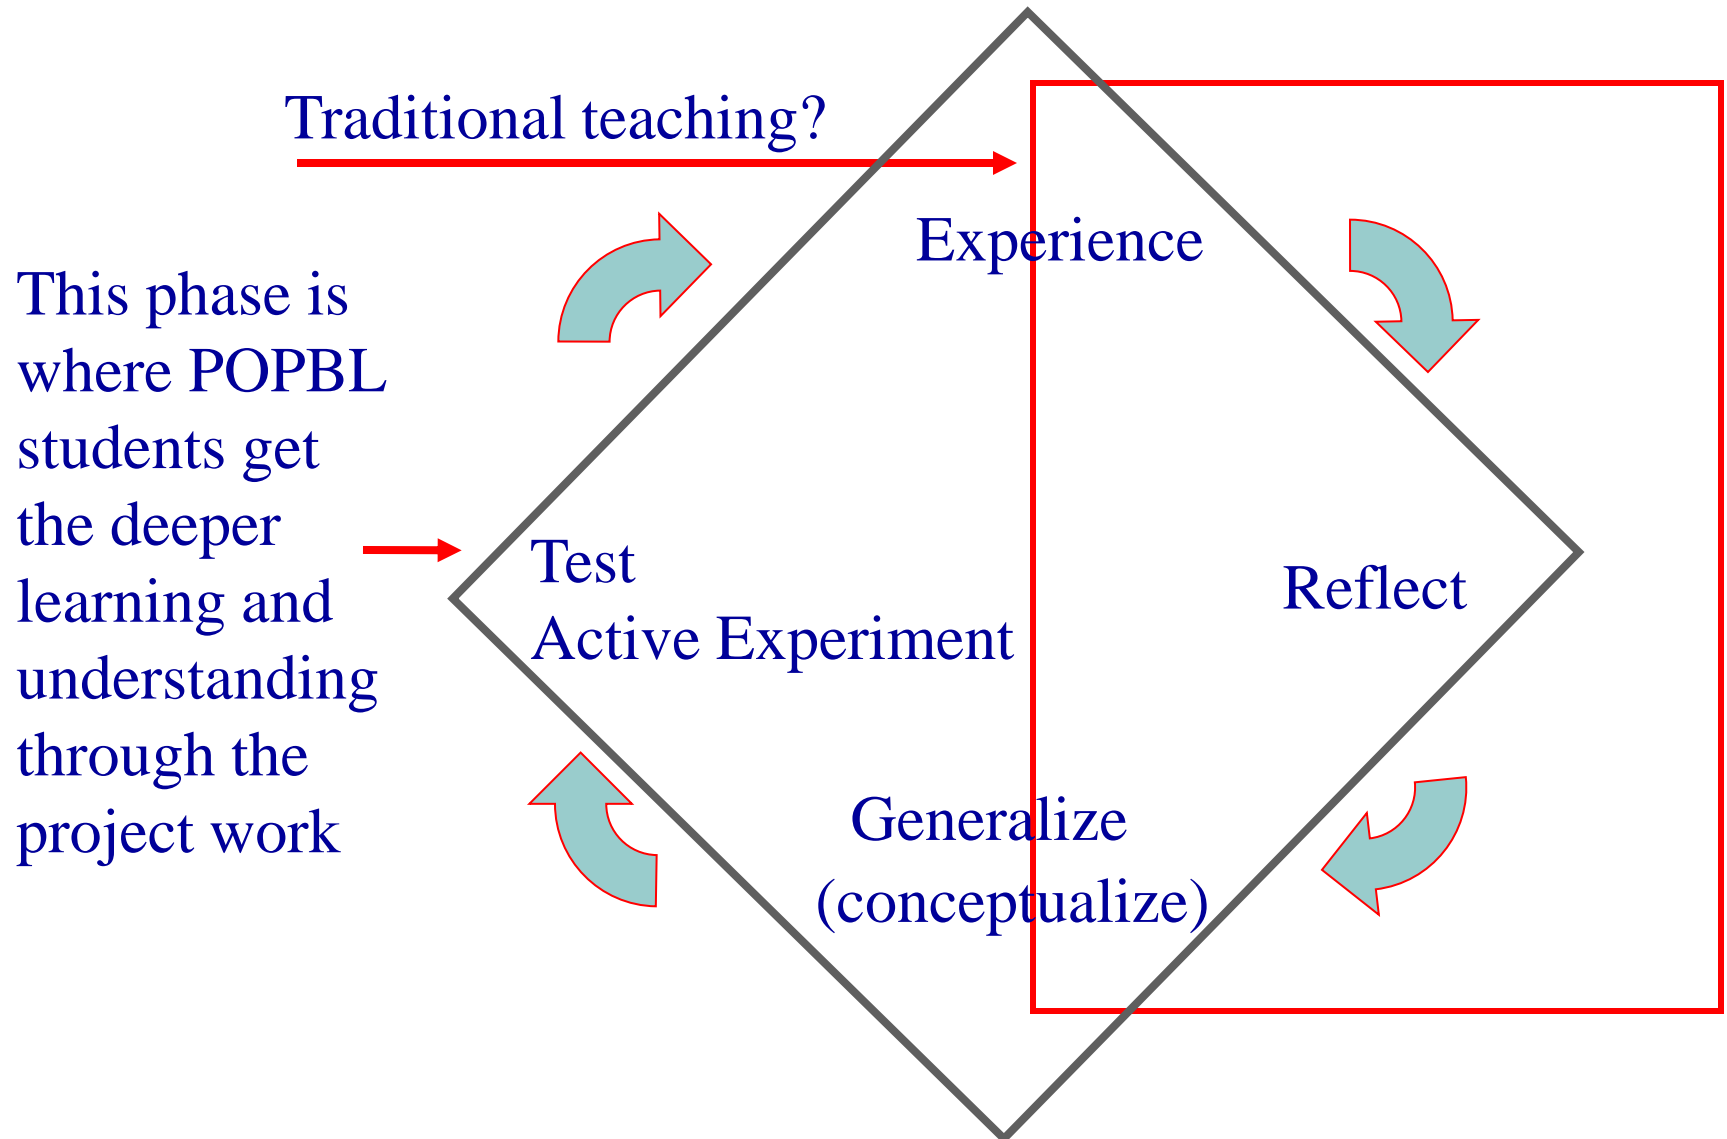 Traditional teaching?
Experience
This phase is
where POPBL
students get
the deeper
learning and
understanding
through the
project work
Test
Active Experiment
Reflect
Generalize
(conceptualize)